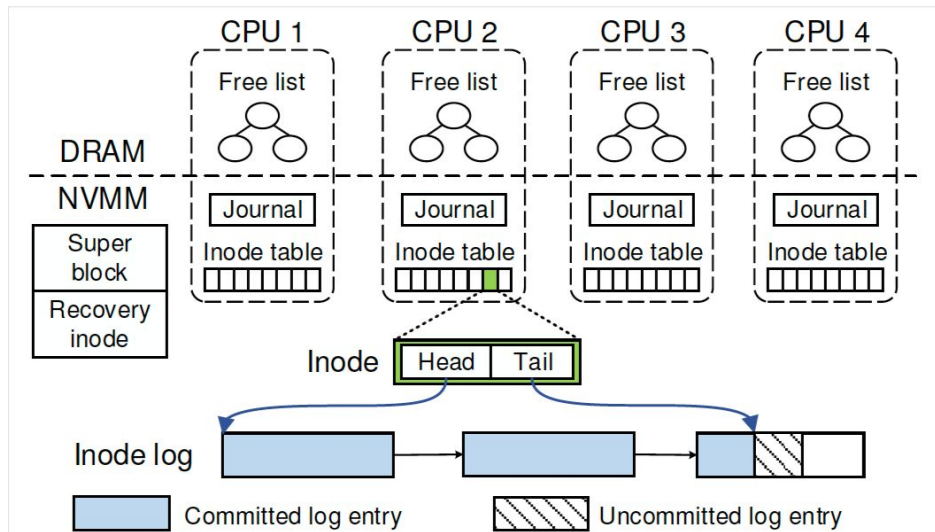 CPU 1 CPU 2 CPU 3 CPU 4
Free list Free list Free list Free list
DRAM
NVMM
Journal Journal Journal Journal
Super
block
Inode table Inode table Inode table Inode table
Recovery
inode
Inode Head Tail
Inode log
Committed log entry Uncommitted log entry